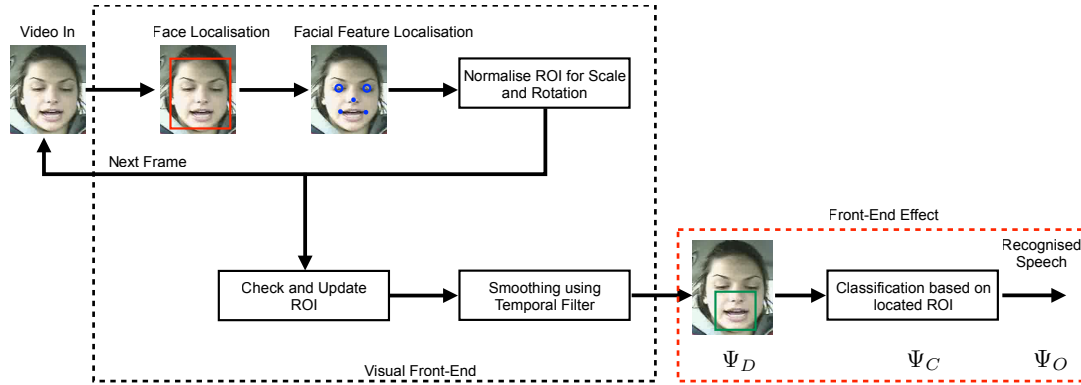 Video In
Face Localisation
Facial Feature Localisation
Normalise ROI for Scale
and Rotation
Next Frame
Check and Update
ROI
Smoothing using
Temporal Filter
Visual Front-End
Front-End Effect
Recognised
Speech
Classification based on
located ROI
Ψ_D
Ψ_C
Ψ_O